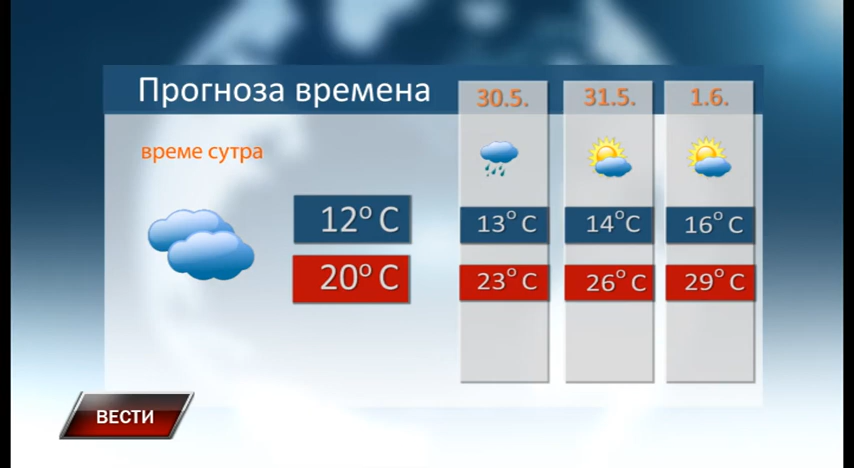 Прогноза времена
време сутра
12° C
20° C
30.5. 31.5. 1.6.
13° C 14°C 16° C
23° C 26° C 29° C
ВЕСТИ